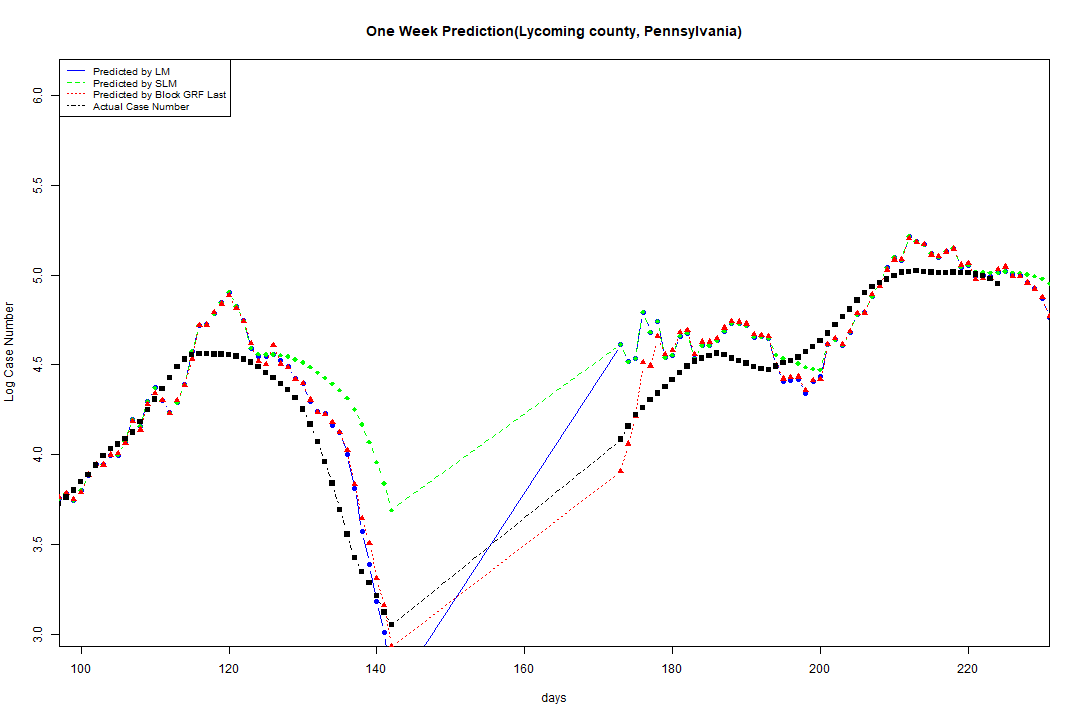 One Week Prediction(Lycoming county, Pennsylvania)
Predicted by LM
Predicted by SLM
Predicted by Block GRF Last
Actual Case Number
6.0
5.5
5.0
4.5
4.0
3.5
3.0
Log Case Number
100 120 140 160 180 200 220
days